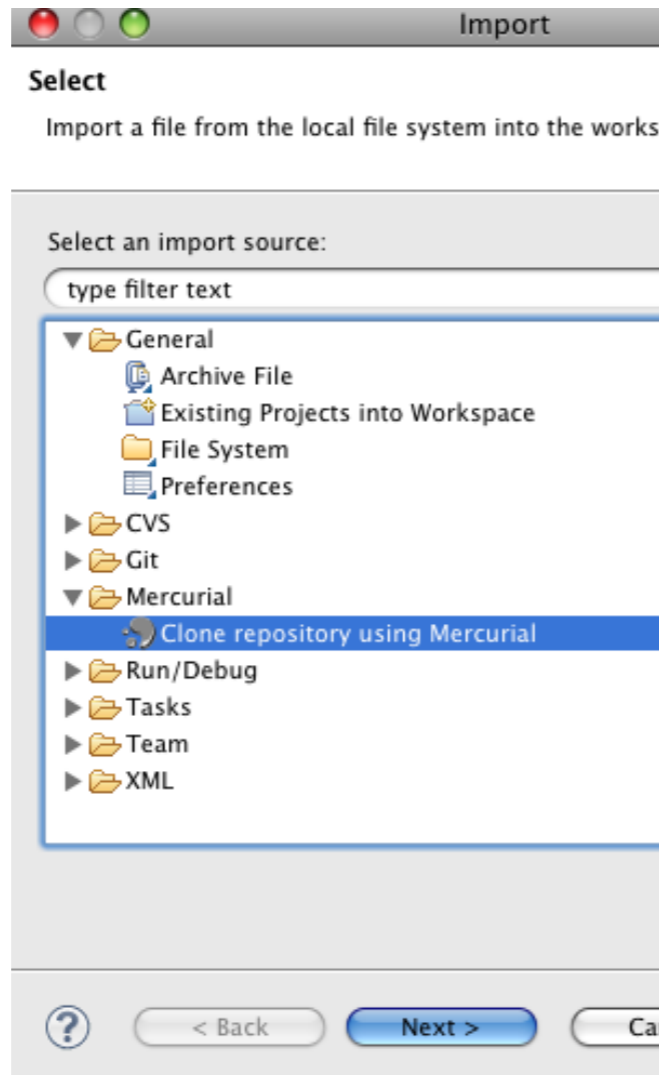 Import
Select
Import a file from the local file system into the works
Select an import source:
type filter text
General
Archive File
Existing Projects into Workspace
File System
Preferences
CVS
Git
Mercurial
Clone repository using Mercurial
Run/Debug
Tasks
Team
XML
? < Back Next > Ca